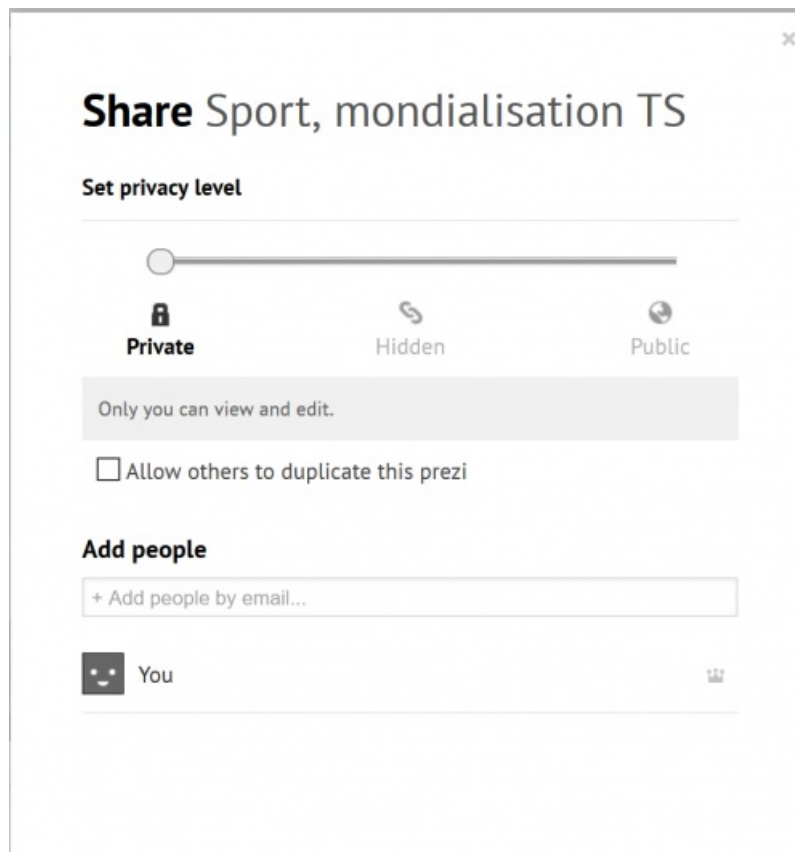 Share Sport, mondialisation TS
Set privacy level
Private Hidden Public
Only you can view and edit.
Allow others to duplicate this prezi
Add people
+ Add people by email...
You